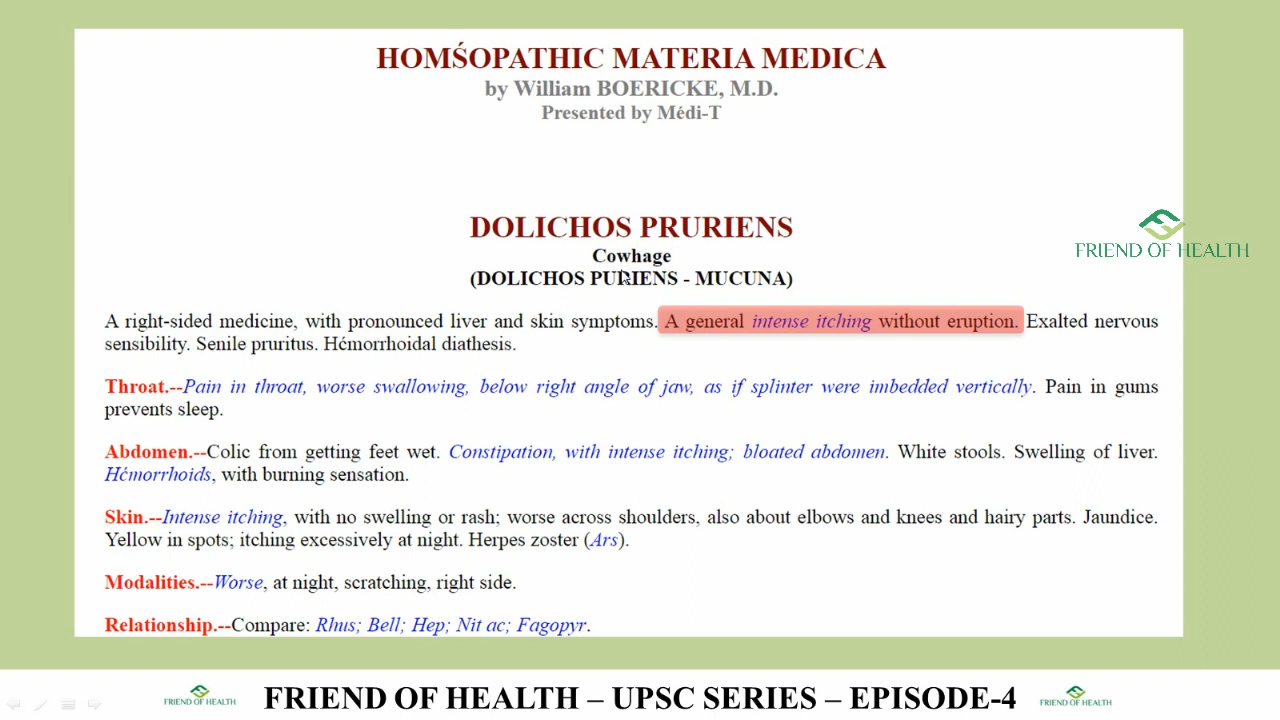 HOMŚOPATHIC MATERIA MEDICA
by William BOERICKE, M.D.
Presented by Médi-T
DOLICHOS PRURIENS
Cowhage
(DOLICHOS PURIENS - MUCUNA)
FRIEND OF HEALTH
A right-sided medicine, with pronounced liver and skin symptoms. A general intense itching without eruption. Exalted nervous
sensibility. Senile pruritus. Hćmorrhoidal diathesis.
Throat.--Pain in throat, worse swallowing, below right angle of jaw, as if splinter were imbedded vertically. Pain in gums
prevents sleep.
Abdomen.--Colic from getting feet wet. Constipation, with intense itching; bloated abdomen. White stools. Swelling of liver.
Hćmorrhoids, with burning sensation.
Skin.--Intense itching, with no swelling or rash; worse across shoulders, also about elbows and knees and hairy parts. Jaundice.
Yellow in spots; itching excessively at night. Herpes zoster (Ars).
Modalities.--Worse, at night, scratching, right side.
Relationship.--Compare: Rhus; Bell; Hep; Nit ac; Fagopyr.
FRIEND OF HEALTH
FRIEND OF HEALTH – UPSC SERIES – EPISODE-4
FRIEND OF HEALTH